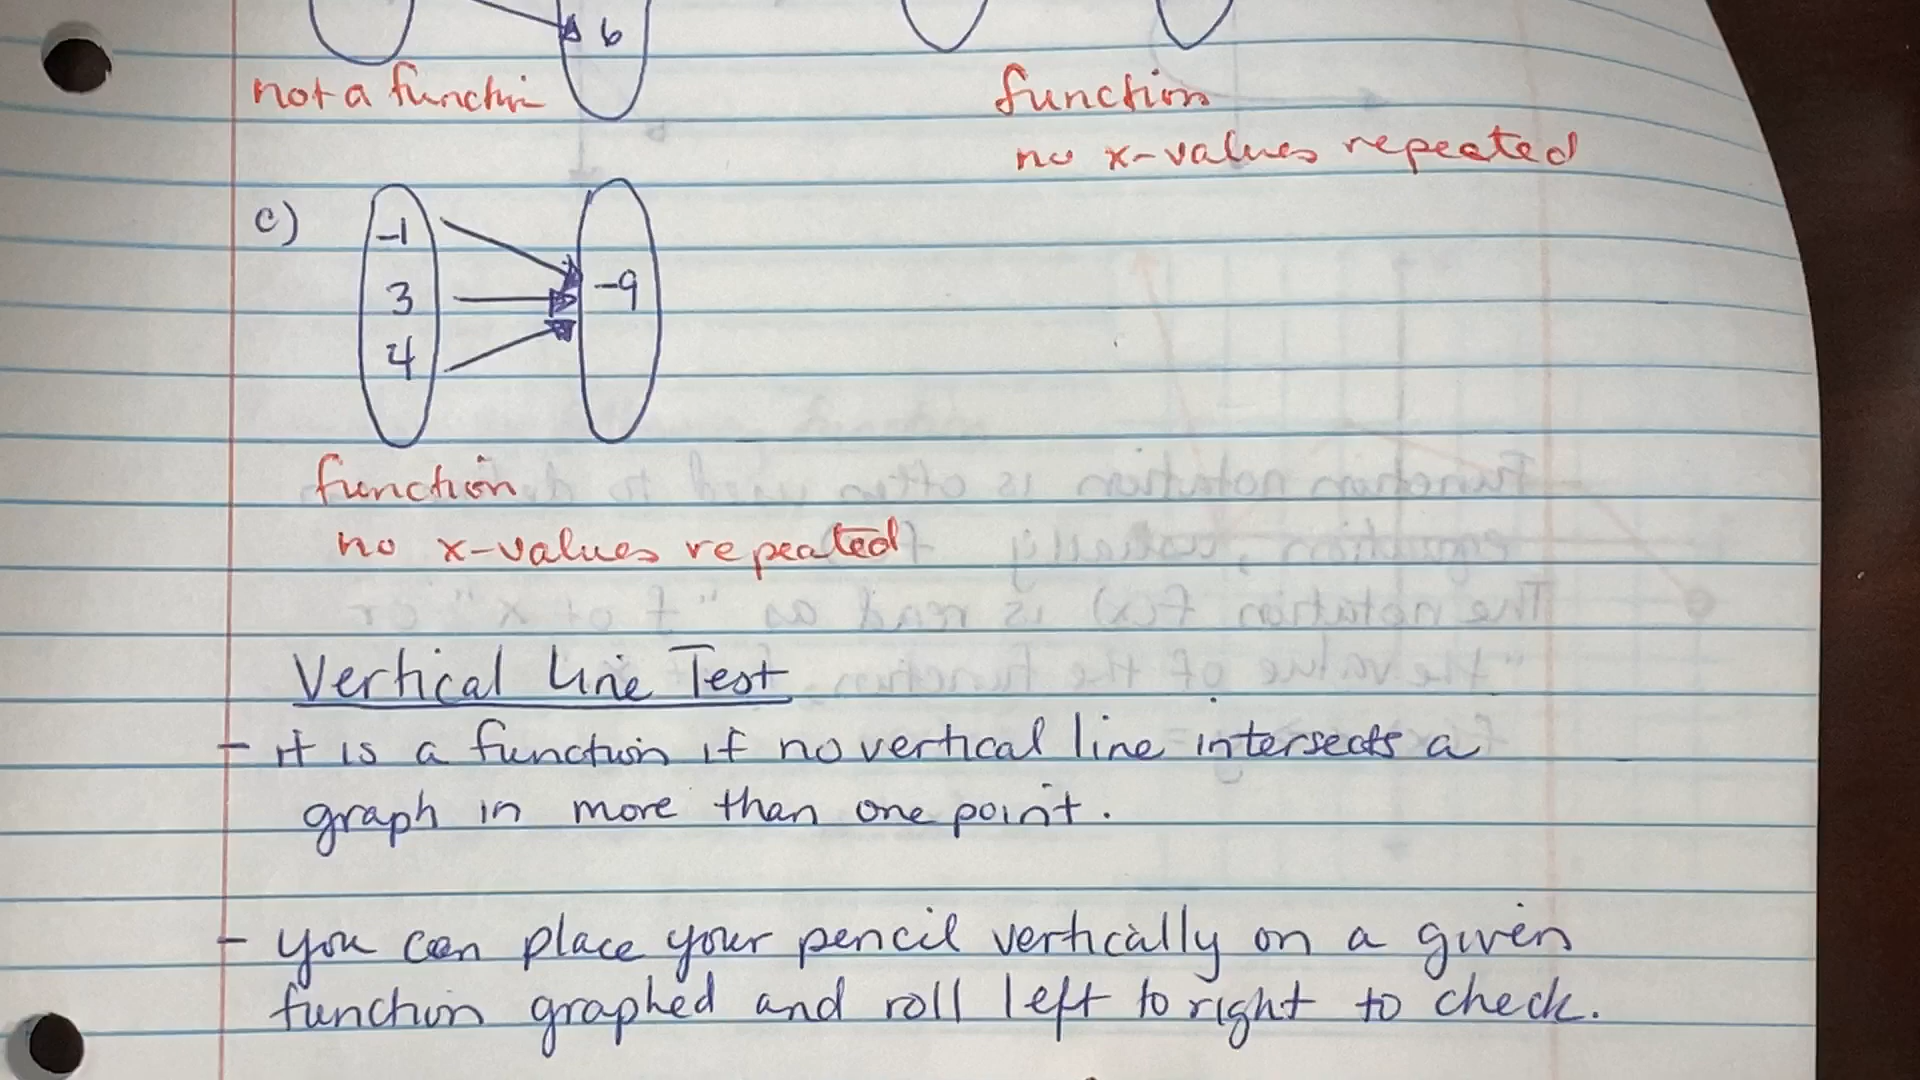 6
not a function
function
no x-values repeated
c)
-1
3
4
-9
function
no x-values repeated
Vertical Line Test
- it is a function if no vertical line intersects a
graph in more than one point.
- you can place your pencil vertically on a given
function graphed and roll left to right to check.